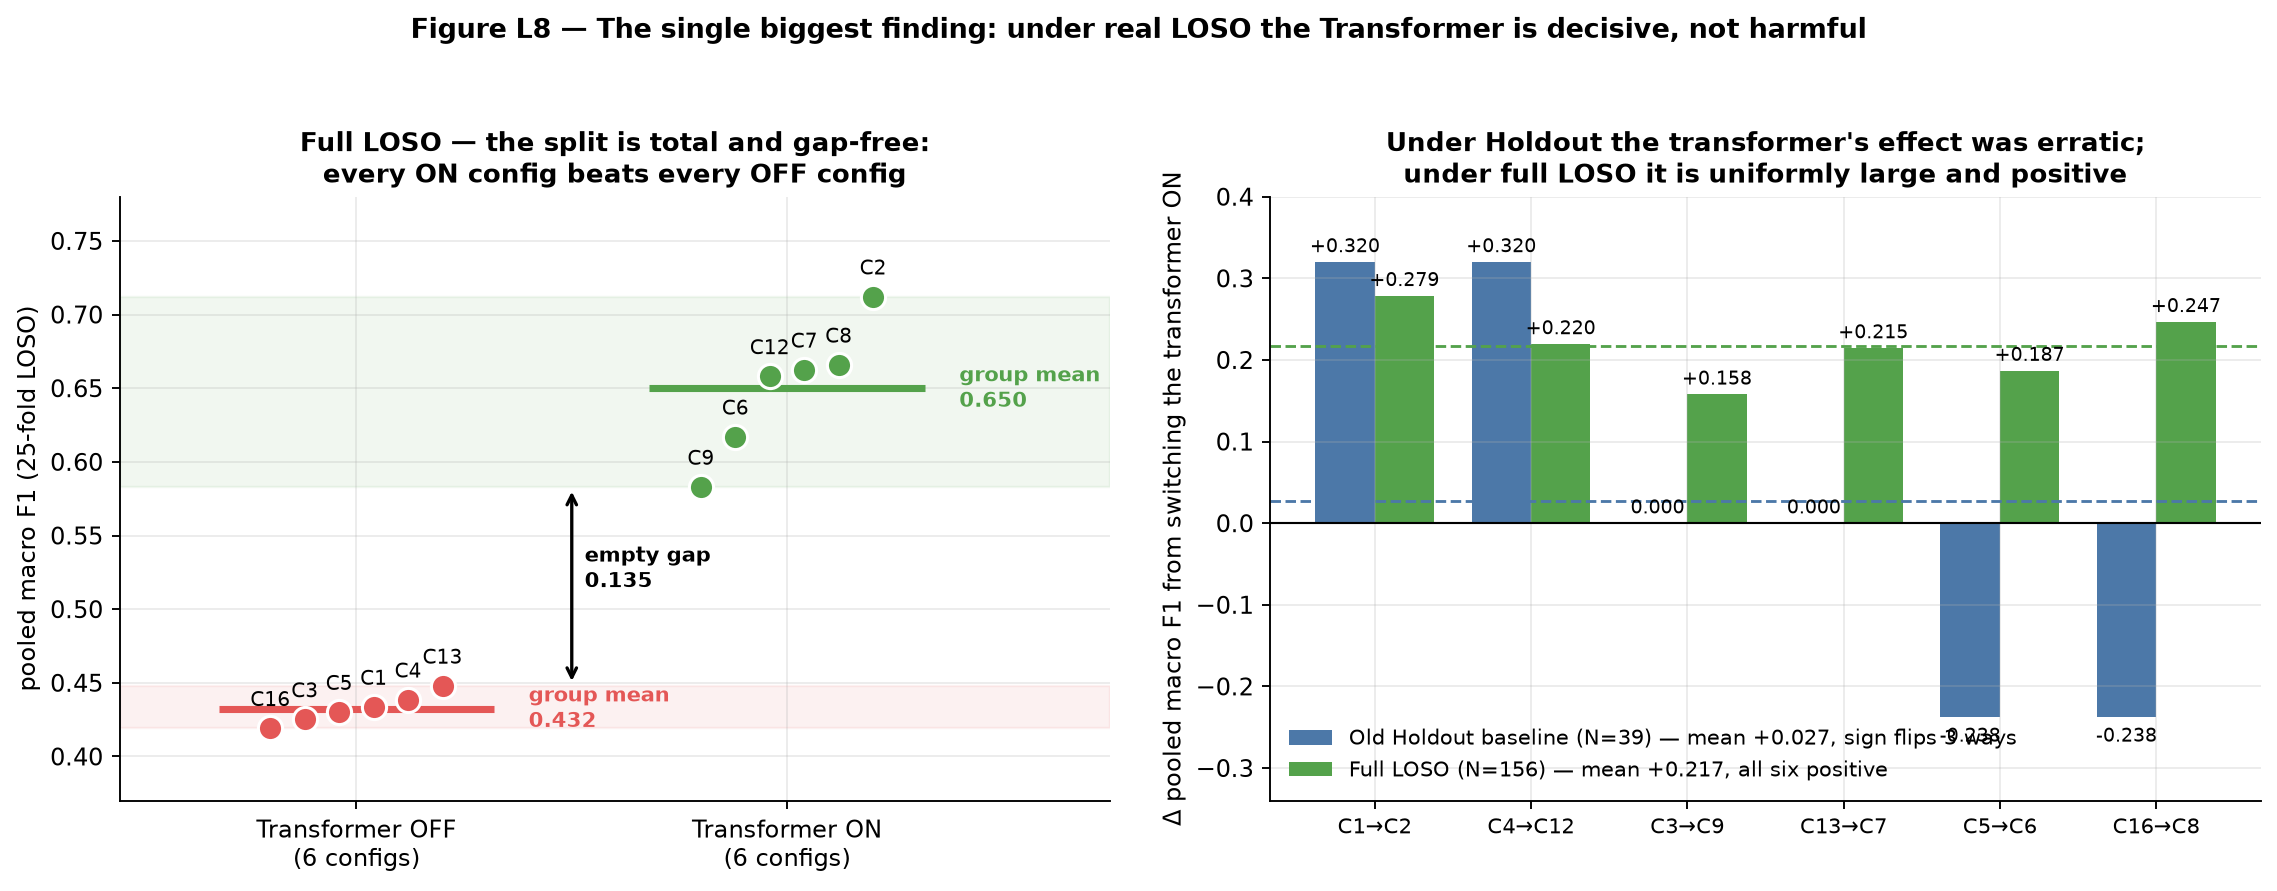 Figure L8 — The single biggest finding: under real LOSO the Transformer is decisive, not harmful
Full LOSO — the split is total and gap-free:
every ON config beats every OFF config
pooled macro F1 (25-fold LOSO)
0.75
0.70
0.65
0.60
0.55
0.50
0.45
0.40
C2
C12
C7
C8
group mean
0.650
C6
C9
empty gap
0.135
C16
C3
C5
C1
C4
C13
group mean
0.432
Transformer OFF
(6 configs)
Transformer ON
(6 configs)
Under Holdout the transformer's effect was erratic;
under full LOSO it is uniformly large and positive
Δ pooled macro F1 from switching the transformer ON
0.4
0.3
0.2
0.1
0.0
−0.1
−0.2
−0.3
+0.320
+0.279
+0.320
+0.220
0.000
+0.158
0.000
+0.215
-0.238
+0.187
-0.238
+0.247
Old Holdout baseline (N=39) — mean +0.027, sign flips 3 ways
Full LOSO (N=156) — mean +0.217, all six positive
C1→C2
C4→C12
C3→C9
C13→C7
C5→C6
C16→C8